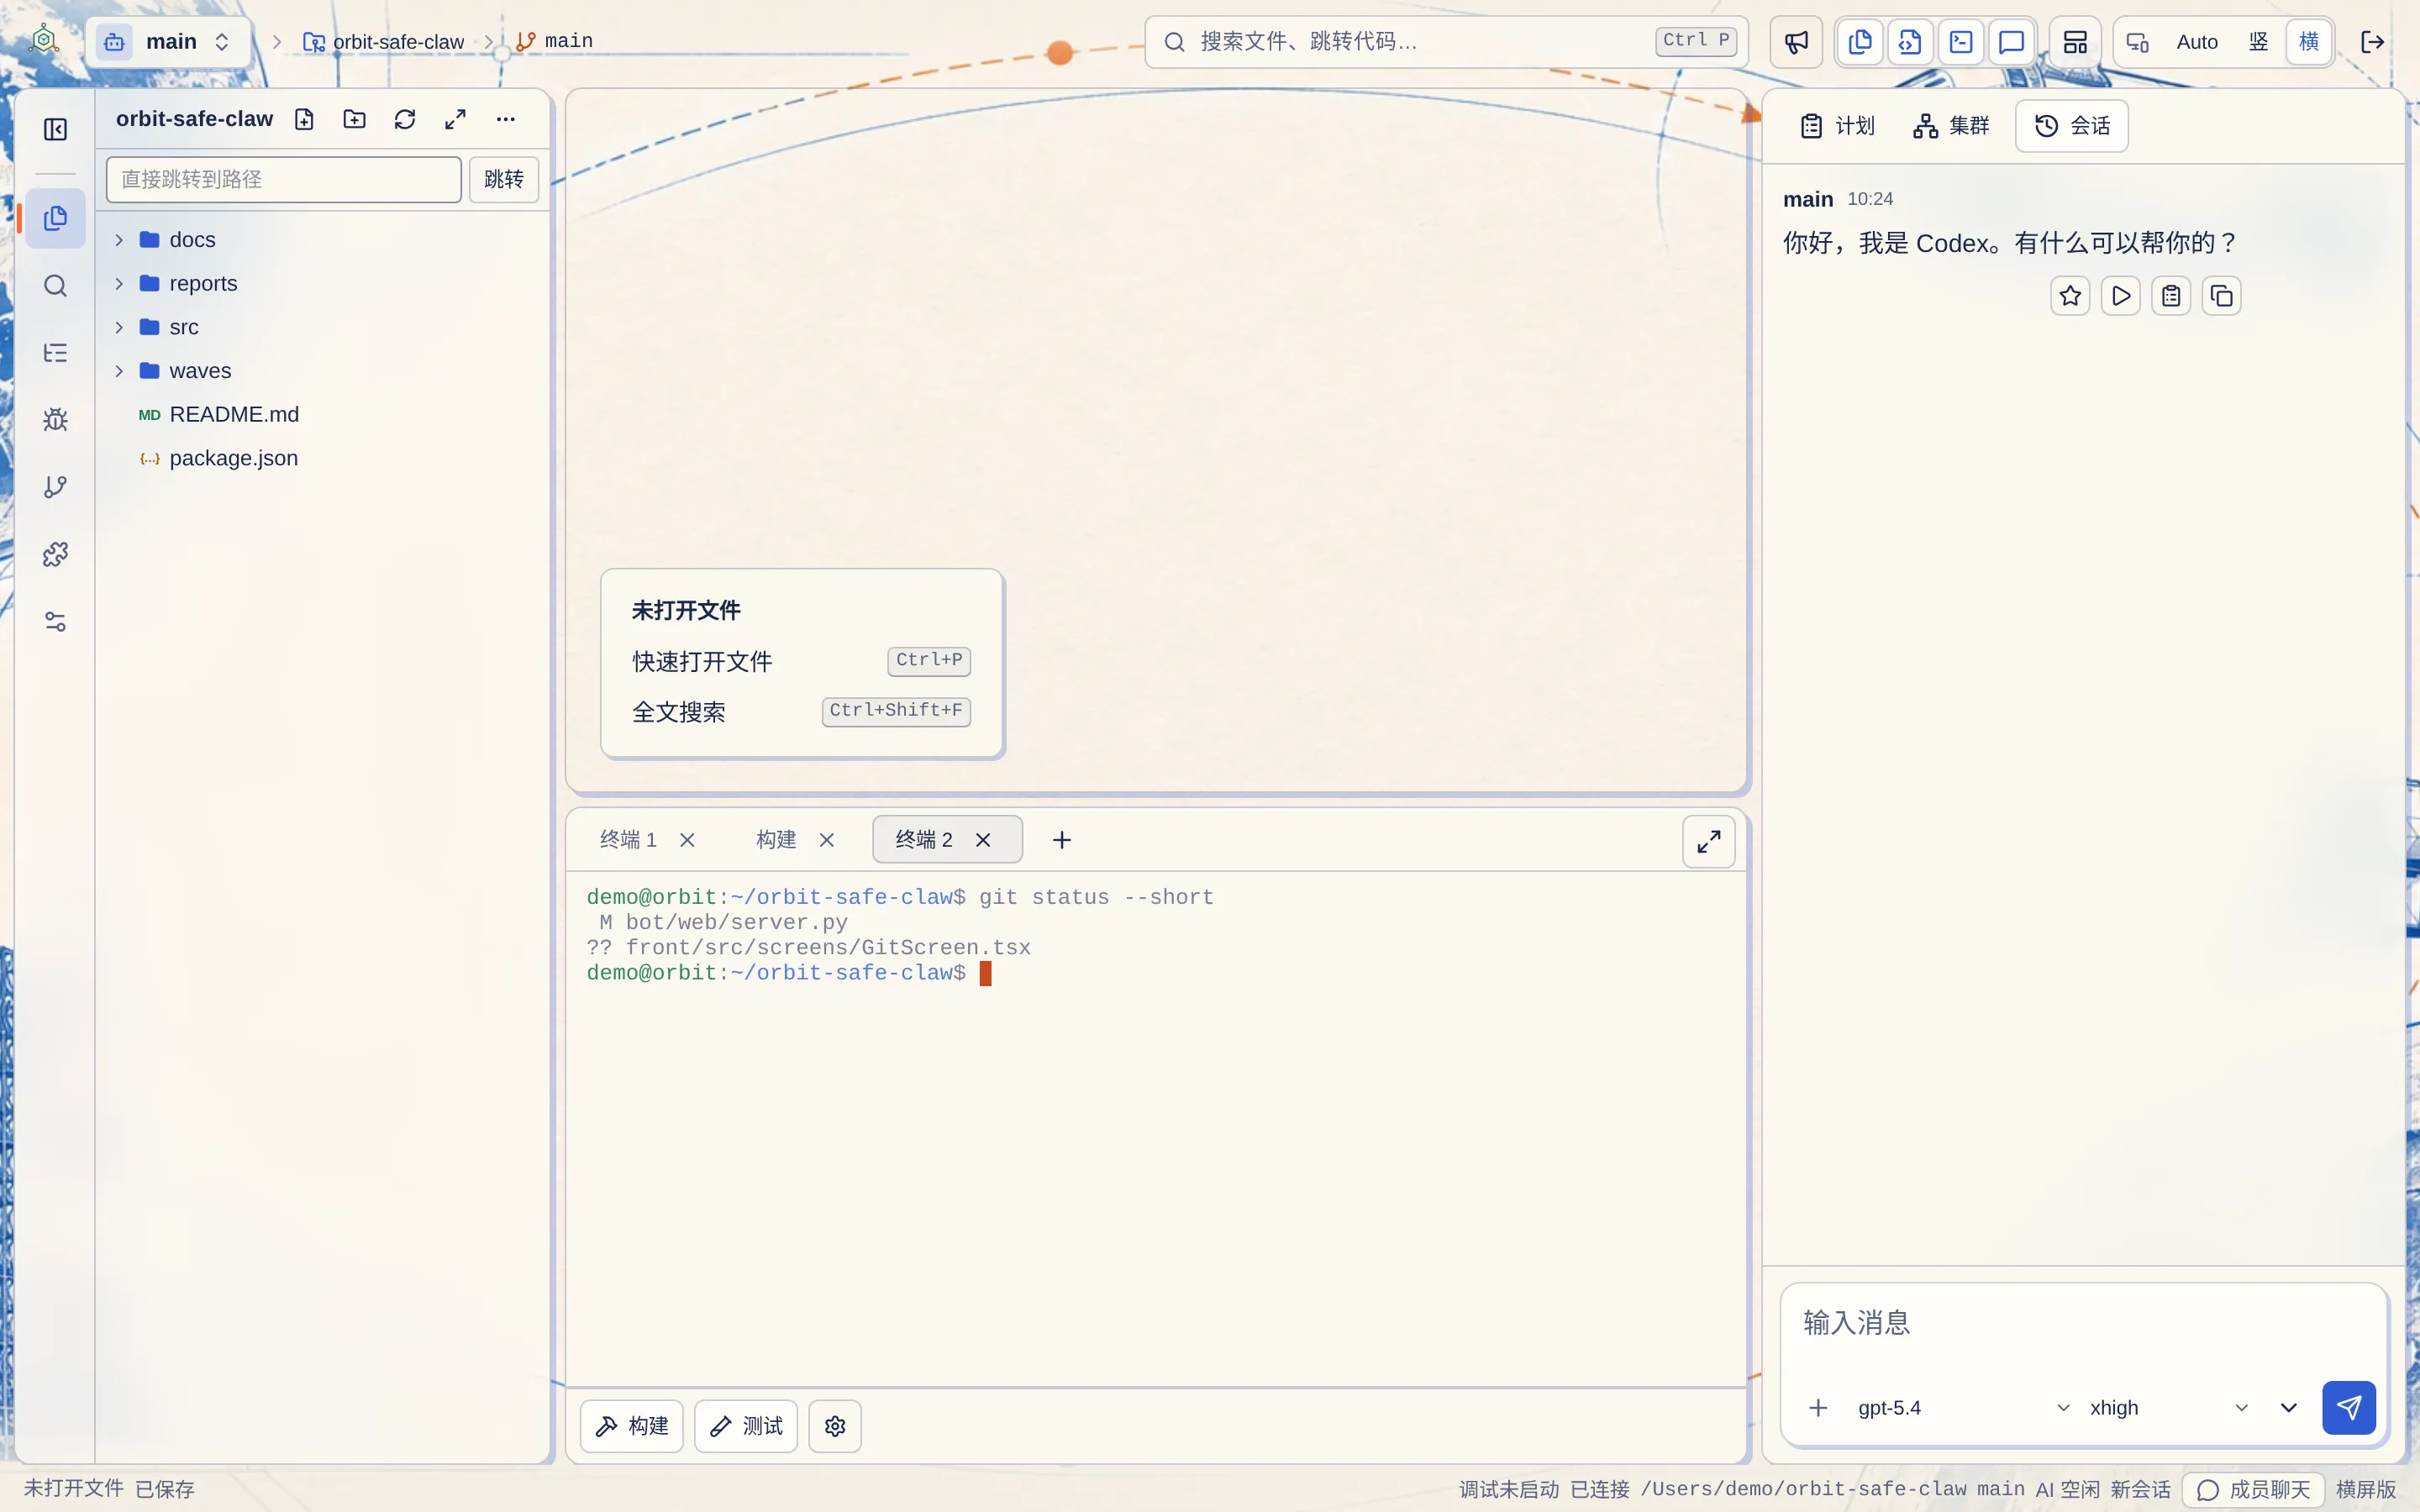 main
orbit-safe-claw
main
搜索文件、跳转代码...
Ctrl P
Auto
竖
横
orbit-safe-claw
直接跳转到路径
跳转
docs
reports
src
waves
MD README.md
{...} package.json
未打开文件
快速打开文件 Ctrl+P
全文搜索 Ctrl+Shift+F
终端 1
构建
终端 2
demo@orbit:~/orbit-safe-claw$ git status --short
 M bot/web/server.py
?? front/src/screens/GitScreen.tsx
demo@orbit:~/orbit-safe-claw$
构建
测试
计划
集群
会话
main 10:24
你好，我是 Codex。有什么可以帮你的？
输入消息
gpt-5.4
xhigh
未打开文件 已保存
调试未启动 已连接 /Users/demo/orbit-safe-claw main AI 空闲 新会话 成员聊天 横屏版